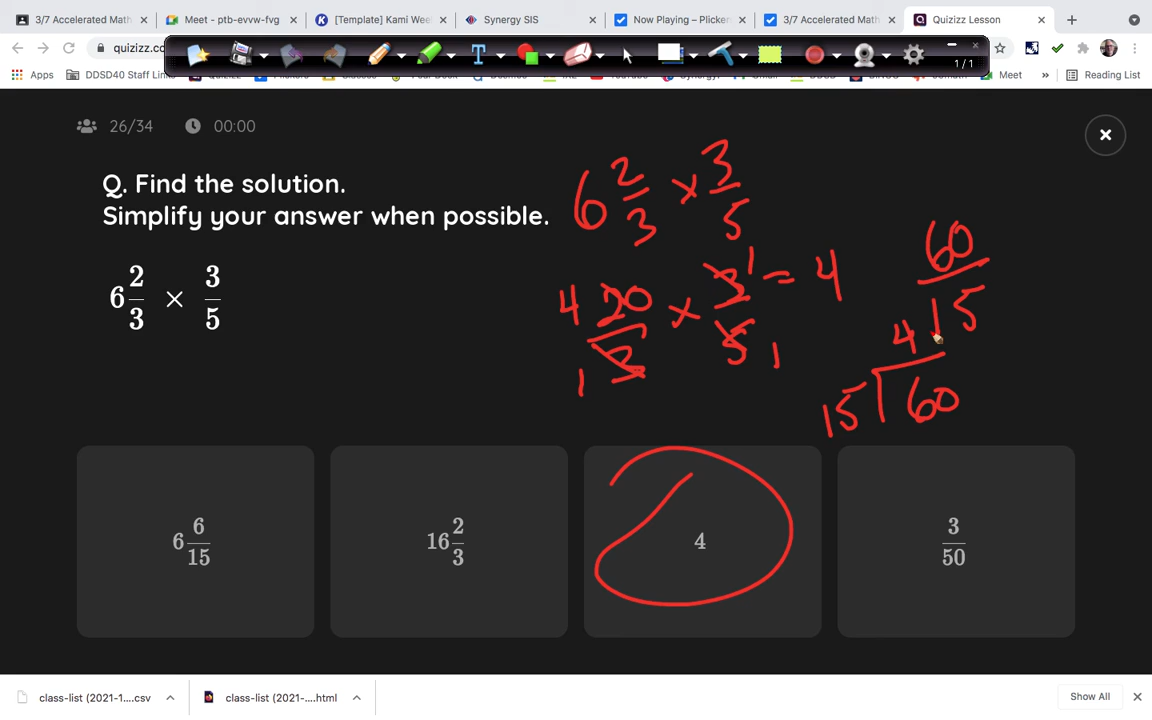 3/7 Accelerated Math
Meet - ptb-evvw-fvg
[Template] Kami Wee
Synergy SIS
Now Playing – Plicker
3/7 Accelerated Math
Quizizz Lesson
quizizz.co
1 / 1
Apps
DDSD40 Staff Lin
Meet
»
Reading List
26/34
00:00
Q. Find the solution.
Simplify your answer when possible.
6 2/3 × 3/5
6 2/3 × 3/5
4 20/3 1 × 3 1/5 1 = 4
60/15
4
15 60
6 6/15
16 2/3
4
3/50
class-list (2021-1....csv
class-list (2021-....html
Show All